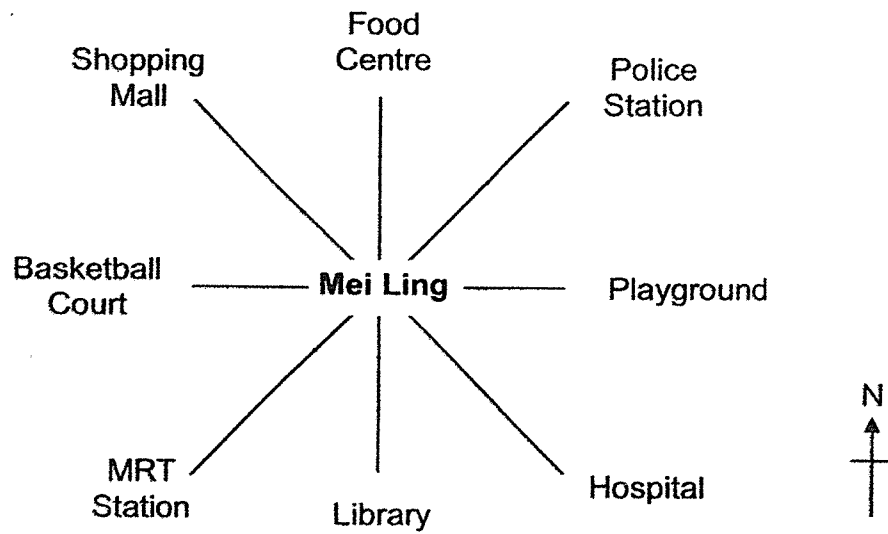 Food
Centre
Shopping
Mall
Police
Station
Basketball
Court
Mei Ling
Playground
N
MRT
Station
Library
Hospital